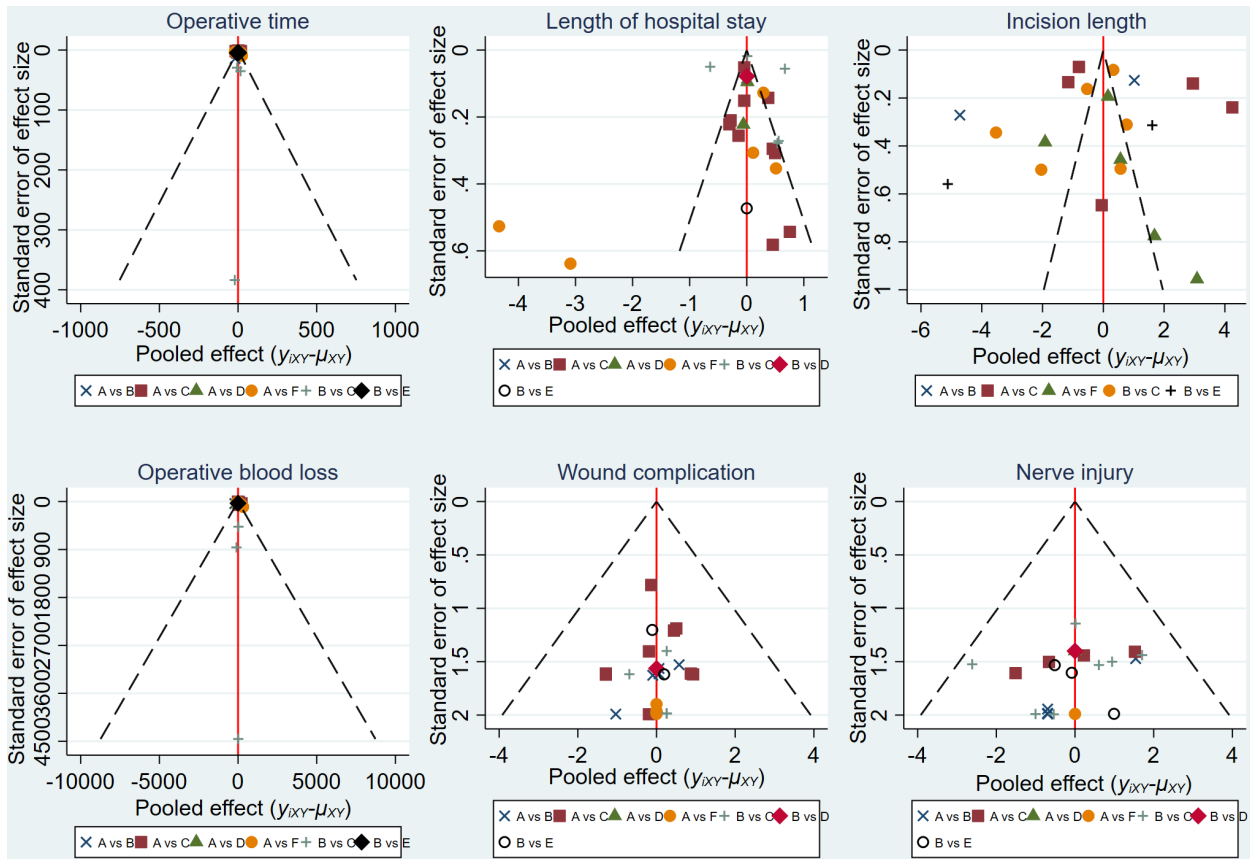 Operative time
Standard error of effect size
0
100
200
300
400
-1000
-500
0
500
1000
Pooled effect (yiXY-μXY)
A vs B A vs C A vs D A vs F B vs C B vs E
Length of hospital stay
Standard error of effect size
0
.2
.4
.6
-4
-3
-2
-1
0
1
Pooled effect (yiXY-μXY)
A vs B A vs C A vs D A vs F B vs C B vs D
B vs E
Incision length
Standard error of effect size
0
.2
.4
.6
.8
1
-6
-4
-2
0
2
4
Pooled effect (yiXY-μXY)
A vs B A vs C A vs F B vs C B vs E
Operative blood loss
Standard error of effect size
0
900
1800
2700
3600
4500
-10000
-5000
0
5000
10000
Pooled effect (yiXY-μXY)
A vs B A vs C A vs D A vs F B vs C B vs E
Wound complication
Standard error of effect size
0
.5
1
1.5
2
-4
-2
0
2
4
Pooled effect (yiXY-μXY)
A vs B A vs C A vs D A vs F B vs C B vs D
B vs E
Nerve injury
Standard error of effect size
0
.5
1
1.5
2
-4
-2
0
2
4
Pooled effect (yiXY-μXY)
A vs B A vs C A vs D A vs F B vs C B vs D
B vs E